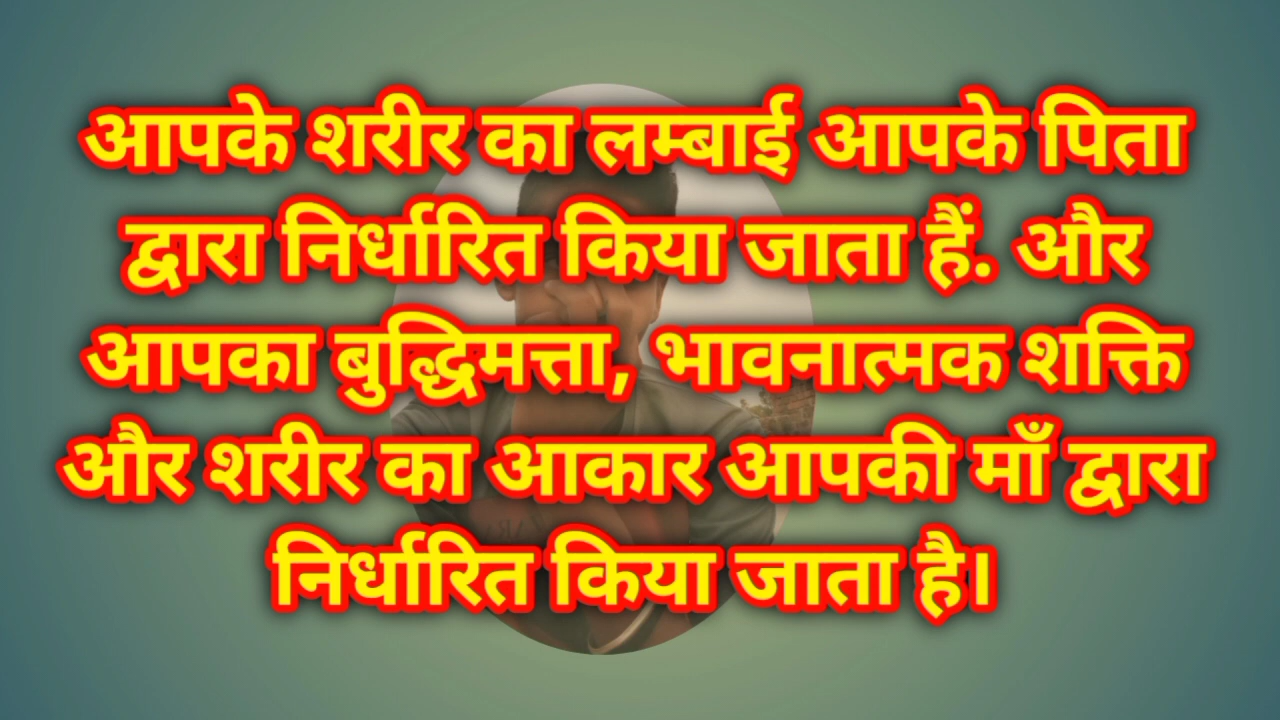 आपके शरीर का लम्बाई आपके पिता
द्वारा निर्धारित किया जाता हैं. और
आपका बुद्धिमत्ता, भावनात्मक शक्ति
और शरीर का आकार आपकी माँ द्वारा
निर्धारित किया जाता है।